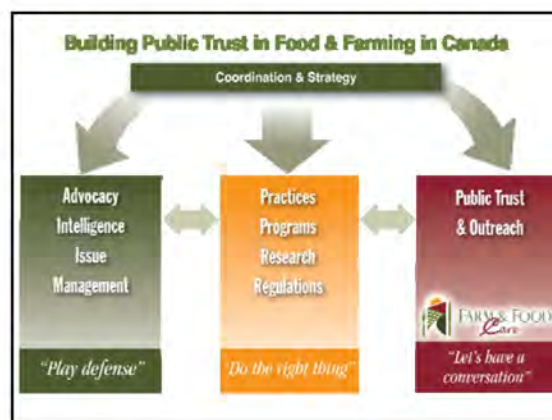 Building Public Trust in Food & Farming in Canada
Coordination & Strategy
Advocacy
Intelligence
Issue
Management
"Play defense"
Practices
Programs
Research
Regulations
"Do the right thing"
Public Trust
& Outreach
FARM & FOOD
Care
"Let's have a
conversation"